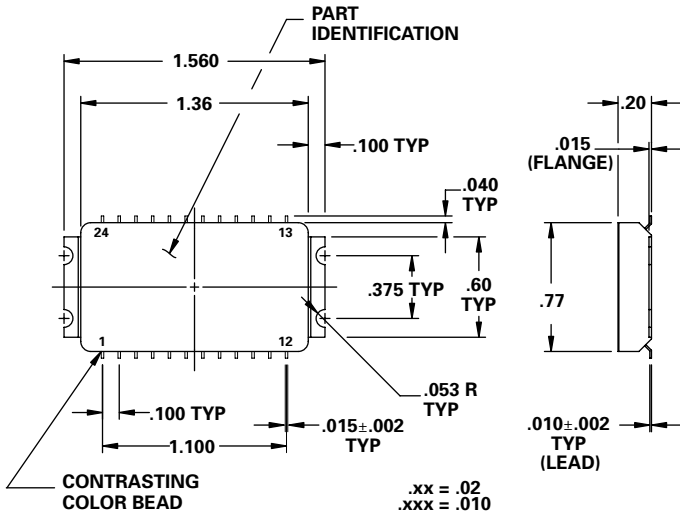 PART
IDENTIFICATION
1.560
1.36
.20
.100 TYP
.015
(FLANGE)
.040
TYP
24
13
.375 TYP
.60
TYP
.77
1
12
.053 R
TYP
.100 TYP
.015±.002
TYP
.010±.002
TYP
(LEAD)
1.100
CONTRASTING
COLOR BEAD
.xx = .02
.xxx = .010